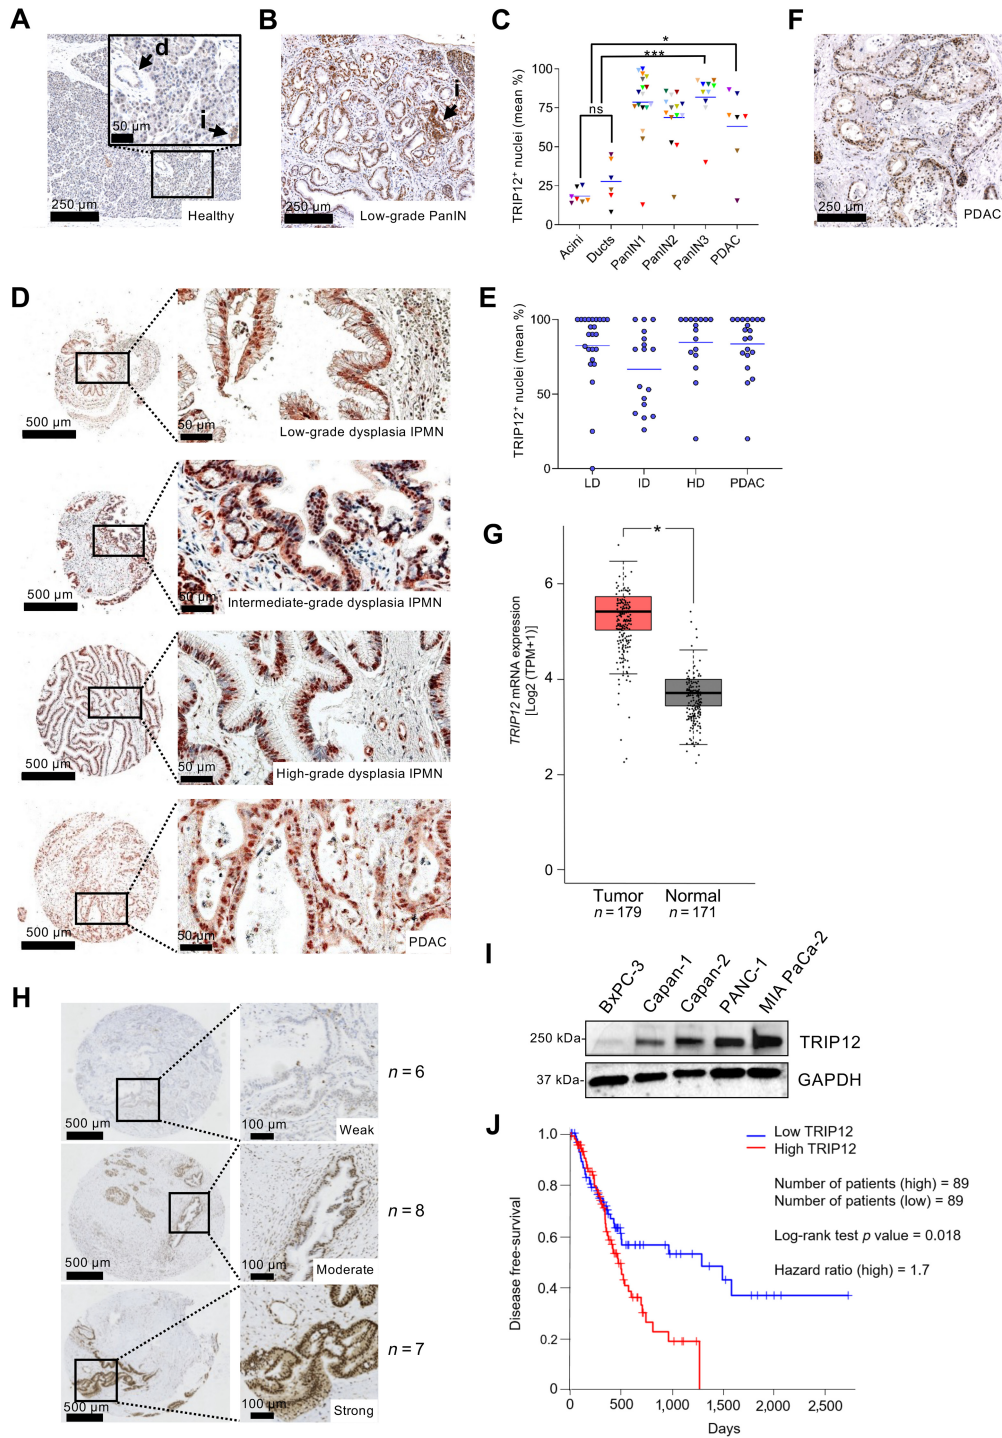 A
d
i
50 µm
250 µm
Healthy
B
i
250 µm
Low-grade PanIN
C
*
***
ns
TRIP12⁺ nuclei (mean %)
100
75
50
25
0
Acini
Ducts
PanIN1
PanIN2
PanIN3
PDAC
F
250 µm
PDAC
D
500 µm
50 µm
Low-grade dysplasia IPMN
500 µm
50 µm
Intermediate-grade dysplasia IPMN
500 µm
50 µm
High-grade dysplasia IPMN
500 µm
50 µm
PDAC
E
TRIP12⁺ nuclei (mean %)
100
50
0
LD
ID
HD
PDAC
G
*
TRIP12 mRNA expression
[Log2 (TPM+1)]
6
4
2
0
Tumor
n = 179
Normal
n = 171
H
500 µm
100 µm
Weak
n = 6
500 µm
100 µm
Moderate
n = 8
500 µm
100 µm
Strong
n = 7
I
BxPC-3
Capan-1
Capan-2
PANC-1
MIA PaCa-2
250 kDa-
TRIP12
37 kDa-
GAPDH
J
Disease free-survival
1.0
0.8
0.6
0.4
0.2
0
0
500
1,000
1,500
2,000
2,500
Days
Low TRIP12
High TRIP12
Number of patients (high) = 89
Number of patients (low) = 89
Log-rank test p value = 0.018
Hazard ratio (high) = 1.7